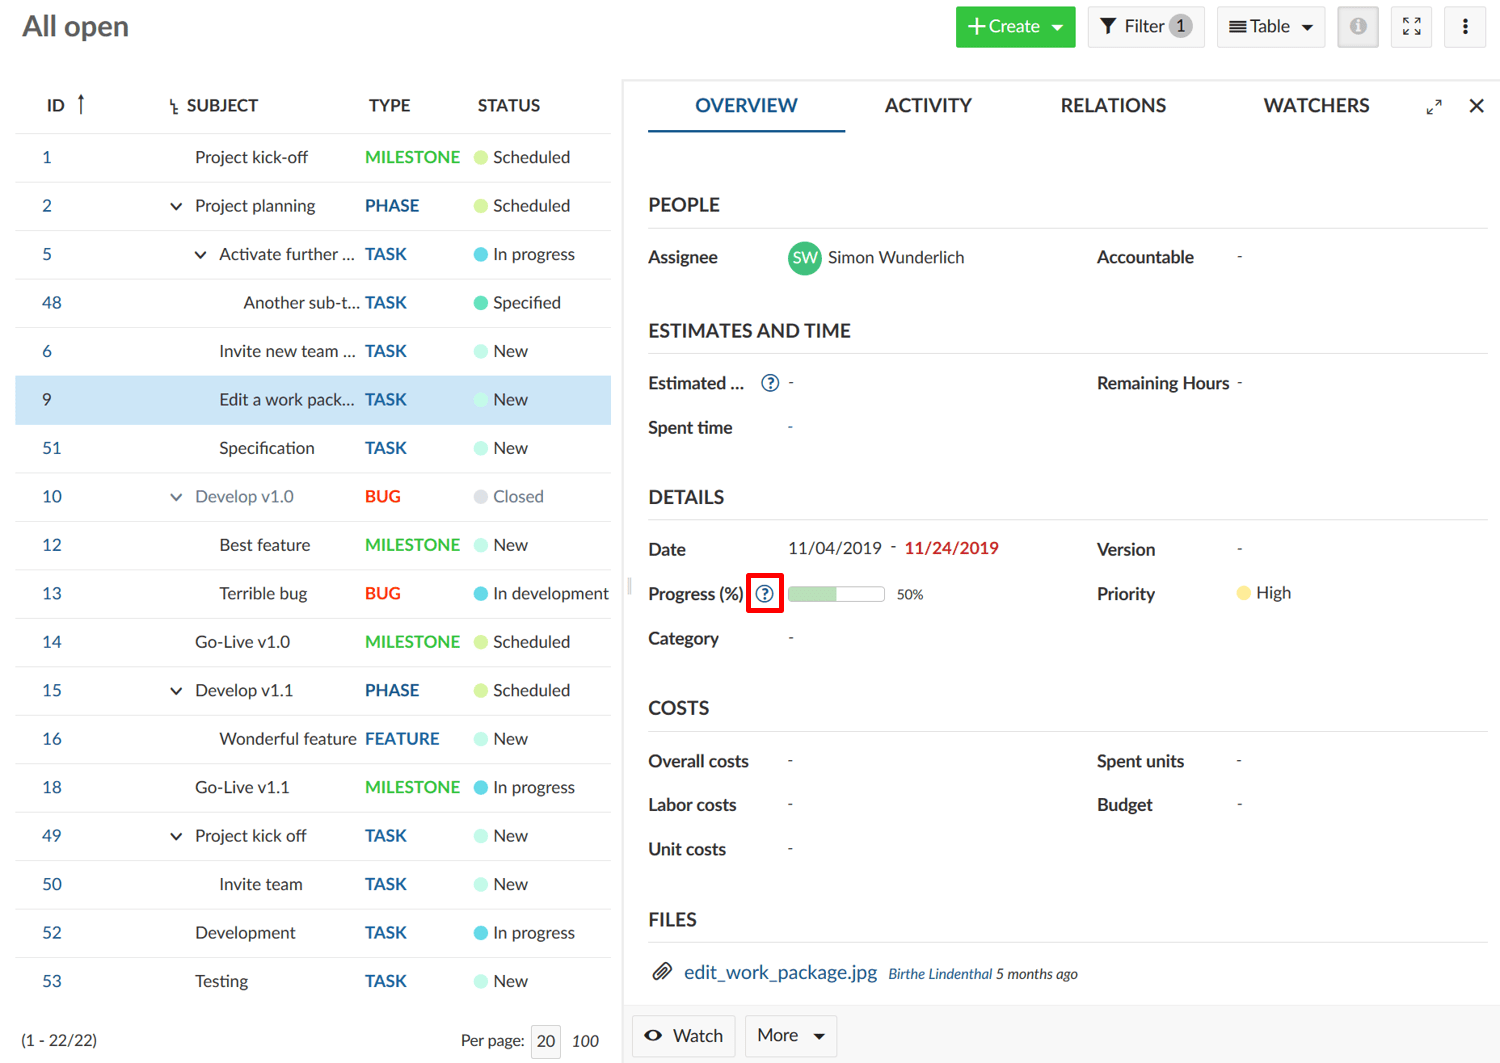 All open
Create
Filter 1
Table
ID SUBJECT TYPE STATUS
1 Project kick-off MILESTONE Scheduled
2 Project planning PHASE Scheduled
5 Activate further ... TASK In progress
48 Another sub-t... TASK Specified
6 Invite new team ... TASK New
9 Edit a work pack... TASK New
51 Specification TASK New
10 Develop v1.0 BUG Closed
12 Best feature MILESTONE New
13 Terrible bug BUG In development
14 Go-Live v1.0 MILESTONE Scheduled
15 Develop v1.1 PHASE Scheduled
16 Wonderful feature FEATURE New
18 Go-Live v1.1 MILESTONE In progress
49 Project kick off TASK New
50 Invite team TASK New
52 Development TASK In progress
53 Testing TASK New
(1 - 22/22) Per page: 20 100
OVERVIEW ACTIVITY RELATIONS WATCHERS
PEOPLE
Assignee SW Simon Wunderlich Accountable -
ESTIMATES AND TIME
Estimated ... ? - Remaining Hours -
Spent time -
DETAILS
Date 11/04/2019 - 11/24/2019 Version -
Progress (%) ? 50% Priority High
Category -
COSTS
Overall costs - Spent units -
Labor costs - Budget -
Unit costs -
FILES
edit_work_package.jpg Birthe Lindenthal 5 months ago
Watch More